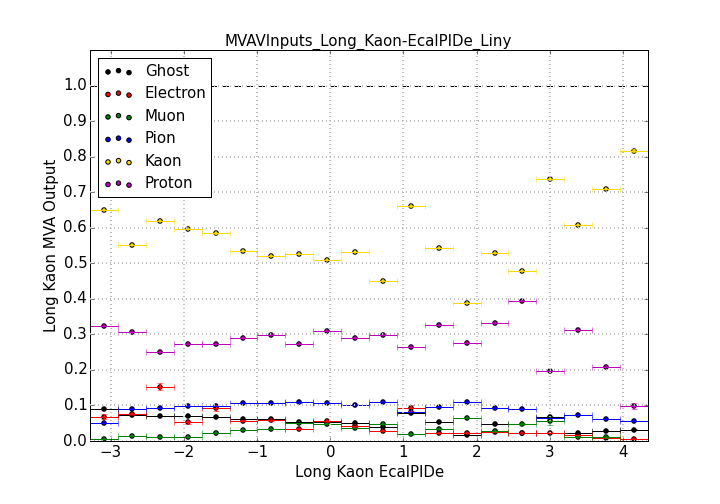 MVAVInputs_Long_Kaon-EcalPIDe_Liny
1.0
0.9
0.8
0.7
0.6
0.5
0.4
0.3
0.2
0.1
0.0
Long Kaon MVA Output
Ghost
Electron
Muon
Pion
Kaon
Proton
−3 −2 −1 0 1 2 3 4
Long Kaon EcalPIDe